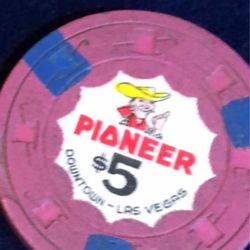 PIONEER
$5
DOWNTOWN ~ LAS VEGAS